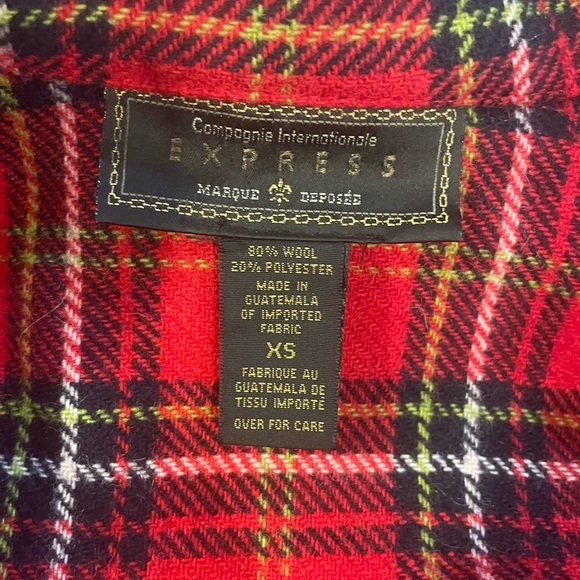 Compagnie Internationale
EXPRESS
MARQUE DEPOSÉE
80% WOOL
20% POLYESTER
MADE IN
GUATEMALA
OF IMPORTED
FABRIC
XS
FABRIQUE AU
GUATEMALA DE
TISSU IMPORTÉ
OVER FOR CARE